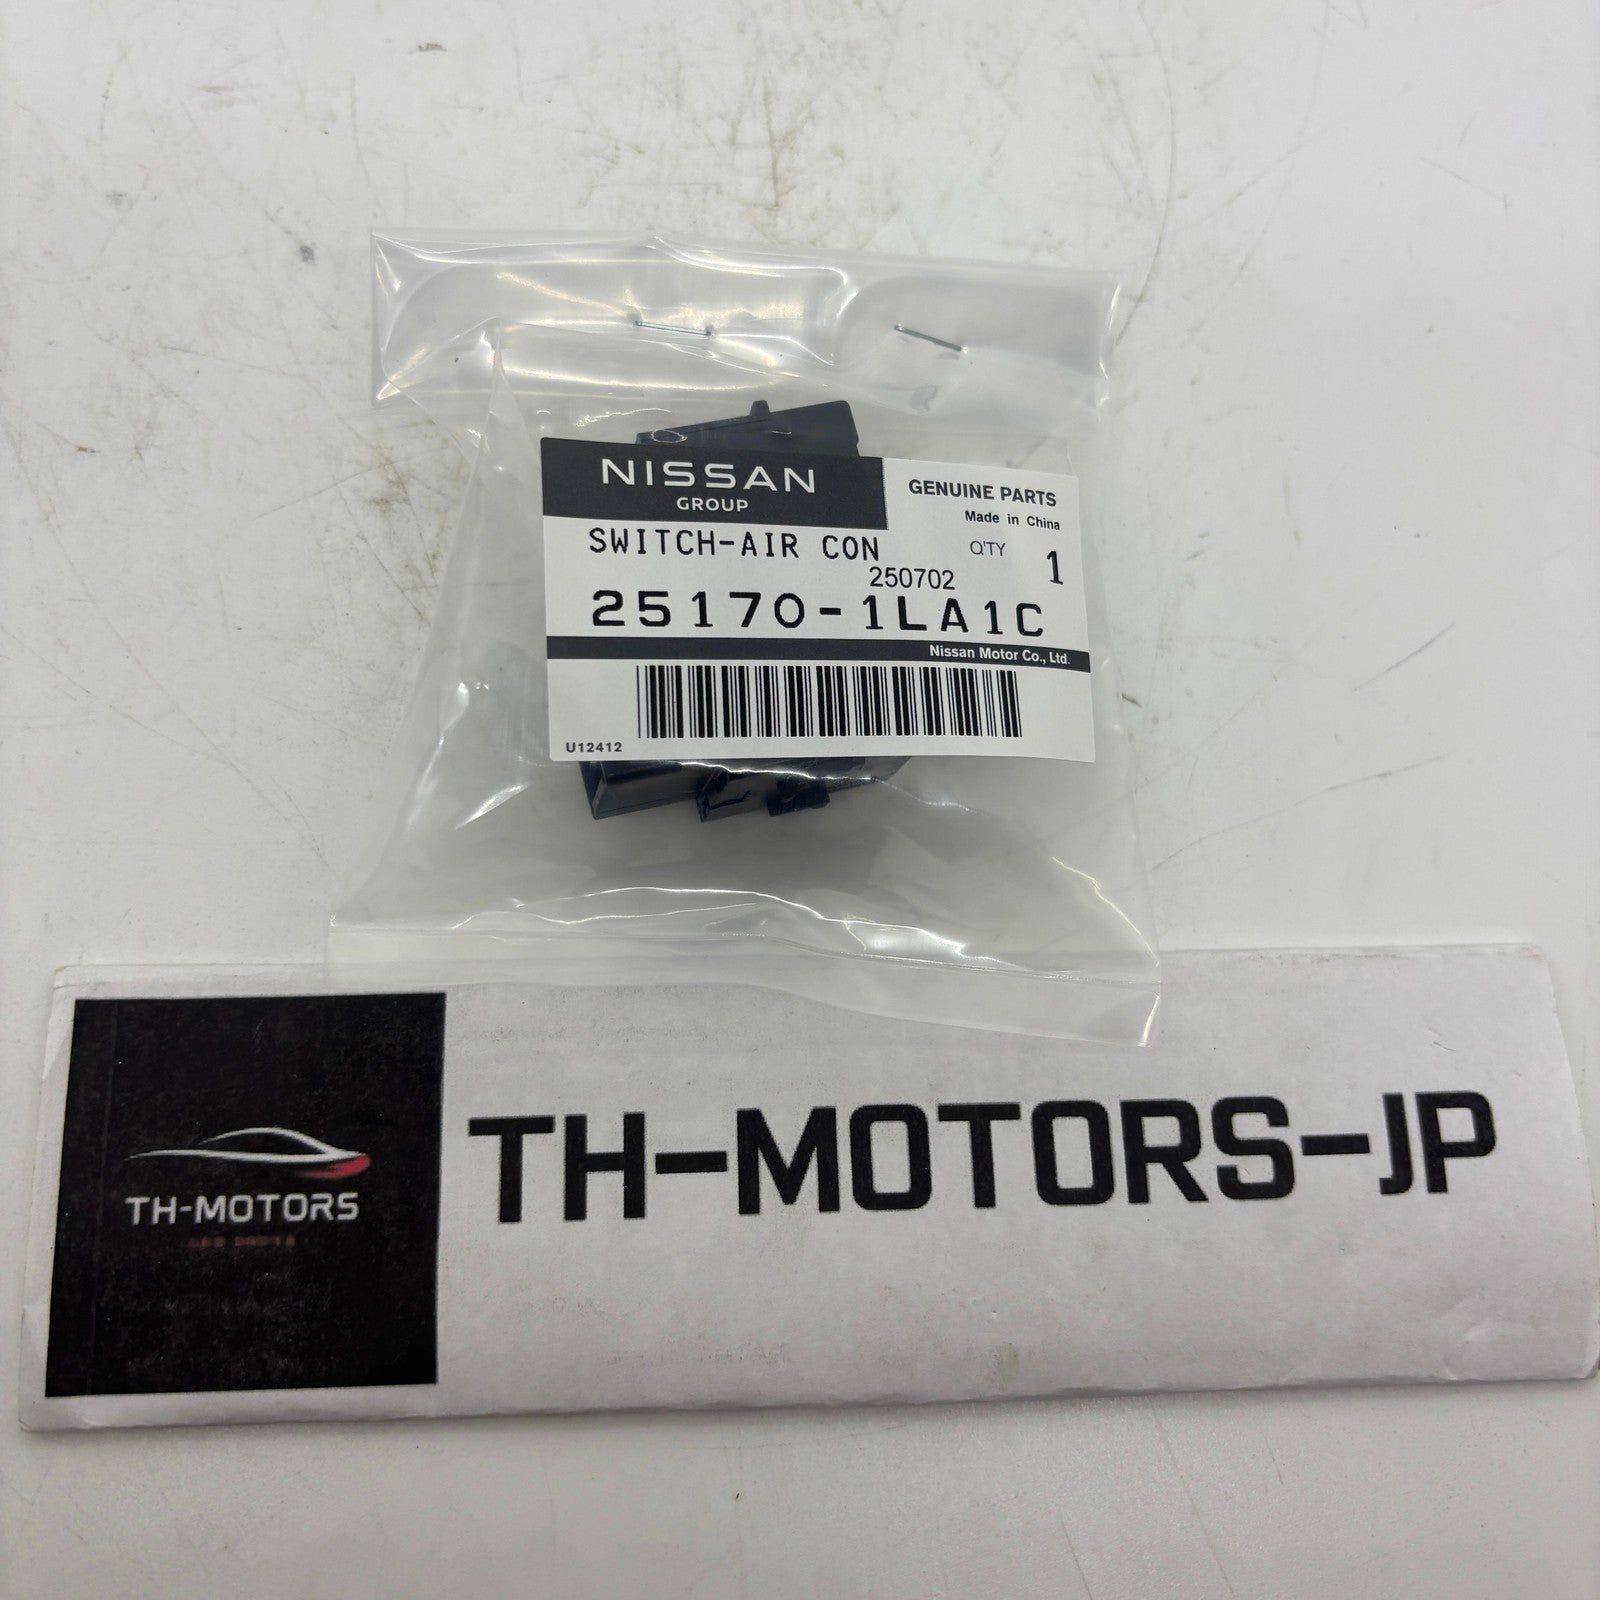 NISSAN
GROUP
GENUINE PARTS
Made in China
SWITCH-AIR CON
Q'TY 1
250702
25170-1LA1C
Nissan Motor Co., Ltd.
U12412
TH-MOTORS
TH-MOTORS-JP